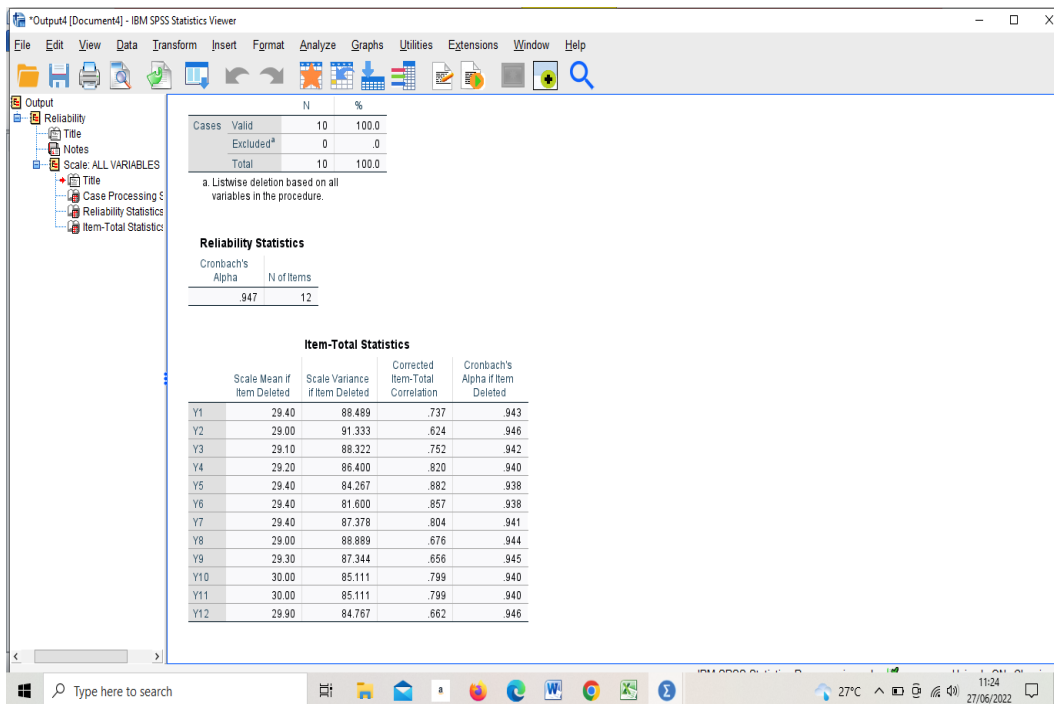 *Output4 [Document4] - IBM SPSS Statistics Viewer
File Edit View Data Transform Insert Format Analyze Graphs Utilities Extensions Window Help
Output
Reliability
Title
Notes
Scale: ALL VARIABLES
Title
Case Processing S
Reliability Statistics
Item-Total Statistics
N %
Cases Valid 10 100.0
Excludedª 0 .0
Total 10 100.0
a. Listwise deletion based on all
variables in the procedure.
Reliability Statistics
Cronbach's
Alpha N of Items
.947 12
Item-Total Statistics
Scale Mean if Item Deleted Scale Variance if Item Deleted Corrected Item-Total Correlation Cronbach's Alpha if Item Deleted
Y1 29.40 88.489 .737 .943
Y2 29.00 91.333 .624 .946
Y3 29.10 88.322 .752 .942
Y4 29.20 86.400 .820 .940
Y5 29.40 84.267 .882 .938
Y6 29.40 81.600 .857 .938
Y7 29.40 87.378 .804 .941
Y8 29.00 88.889 .676 .944
Y9 29.30 87.344 .656 .945
Y10 30.00 85.111 .799 .940
Y11 30.00 85.111 .799 .940
Y12 29.90 84.767 .662 .946
Type here to search
a
27°C
11:24
27/06/2022